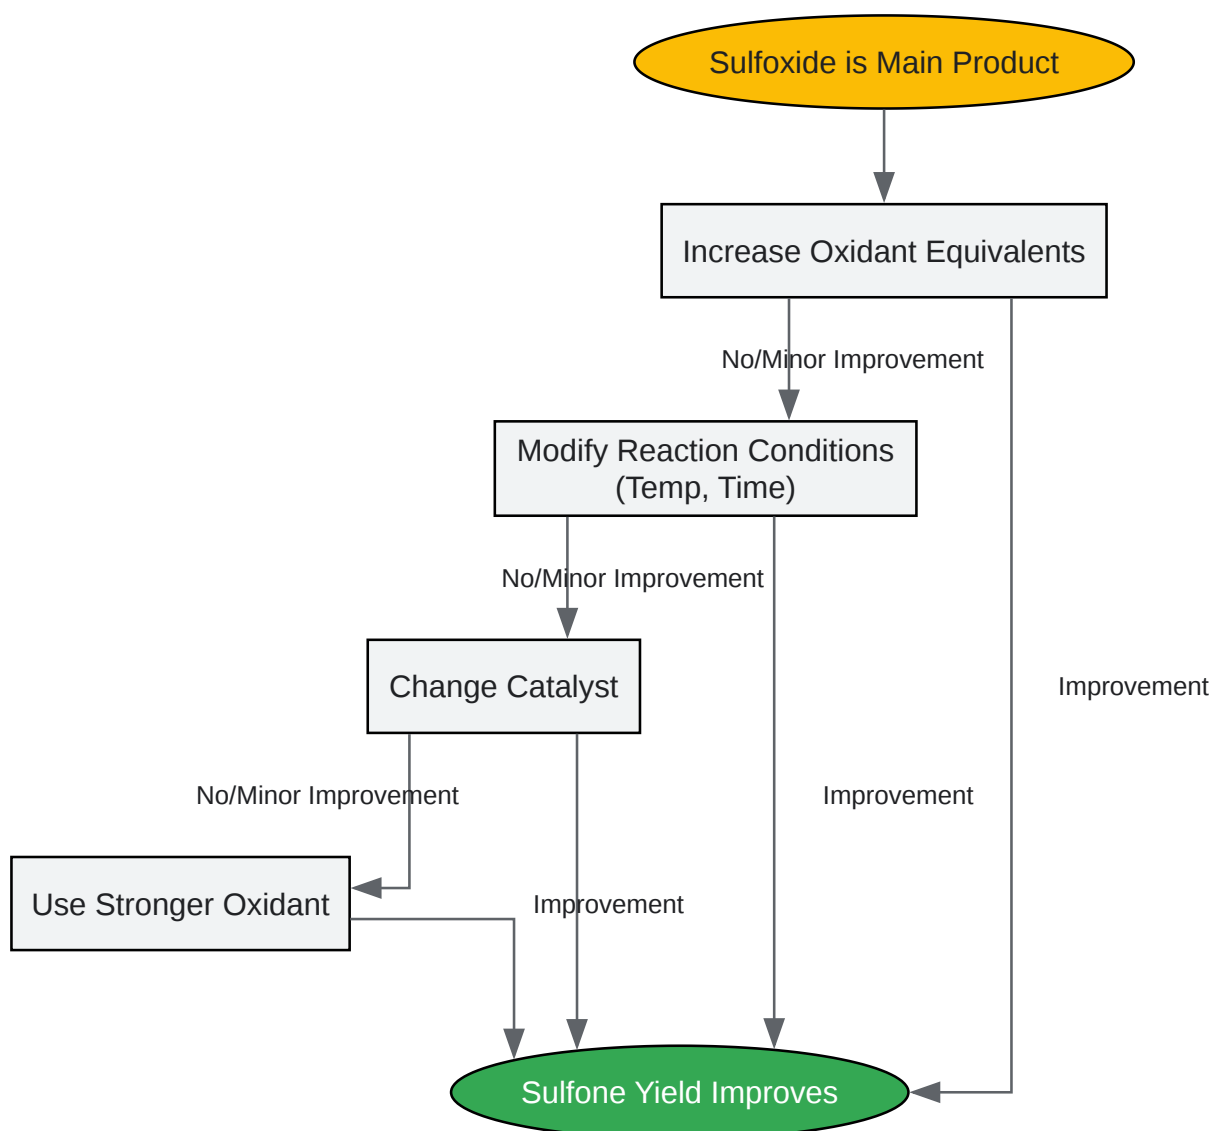 Sulfoxide is Main Product
Increase Oxidant Equivalents
No/Minor Improvement
Modify Reaction Conditions
(Temp, Time)
No/Minor Improvement
Change Catalyst
Improvement
No/Minor Improvement
Improvement
Use Stronger Oxidant
Improvement
Sulfone Yield Improves